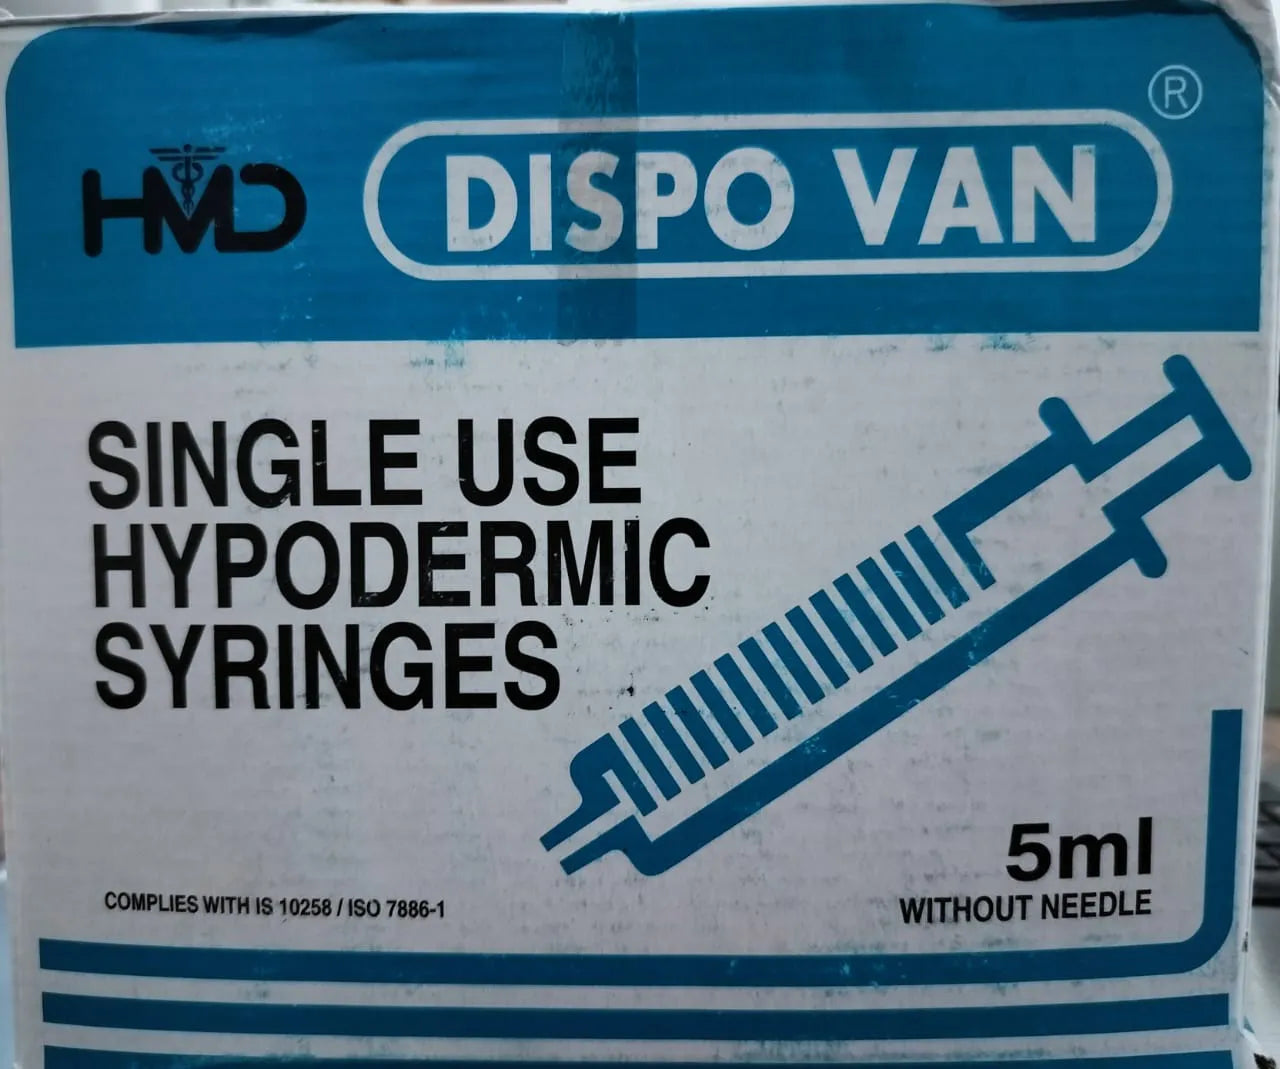 HMD
DISPO VAN ®
SINGLE USE
HYPODERMIC
SYRINGES
5ml
WITHOUT NEEDLE
COMPLIES WITH IS 10258 / ISO 7886-1